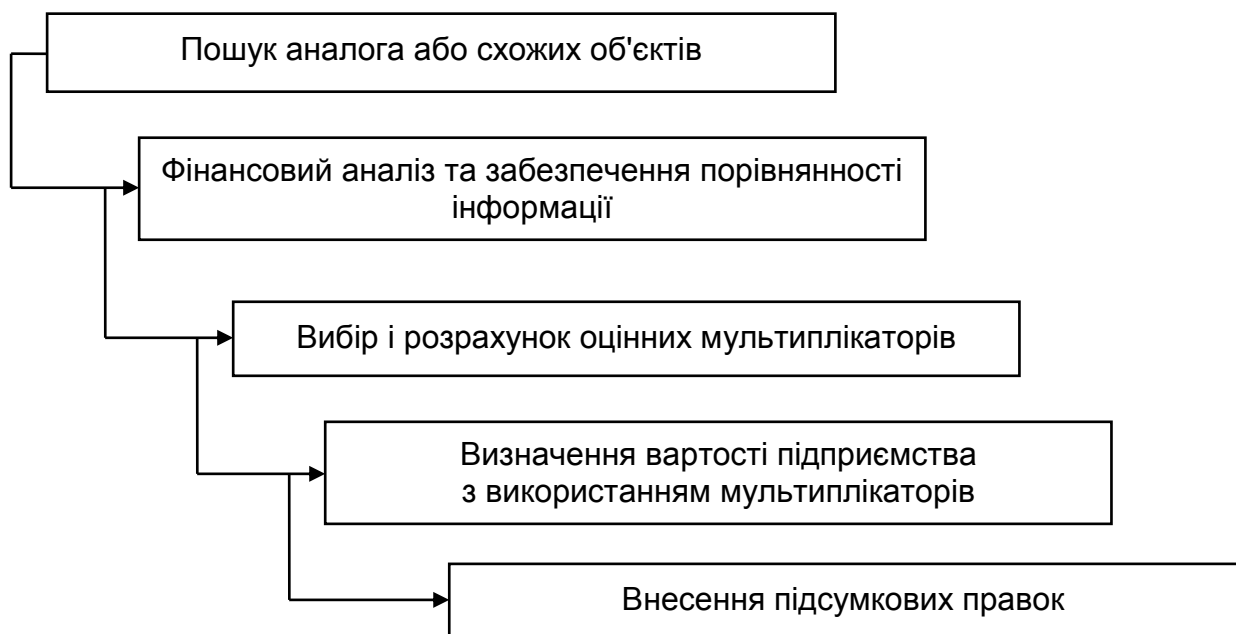 Пошук аналога або схожих об'єктів
Фінансовий аналіз та забезпечення порівнянності
інформації
Вибір і розрахунок оцінних мультиплікаторів
Визначення вартості підприємства
з використанням мультиплікаторів
Внесення підсумкових правок